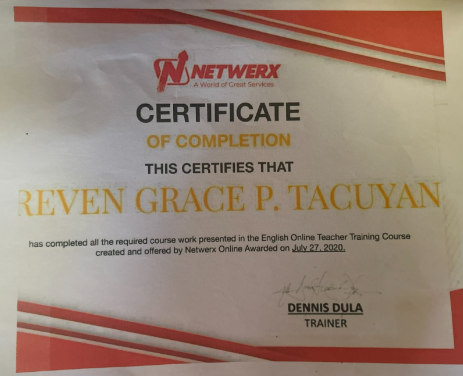 NETWERX
A World of Great Services
CERTIFICATE
OF COMPLETION
THIS CERTIFIES THAT
REVEN GRACE P. TACUYAN
has completed all the required course work presented in the English Online Teacher Training Course
created and offered by Netwerx Online Awarded on July 27, 2020.
DENNIS DULA
TRAINER